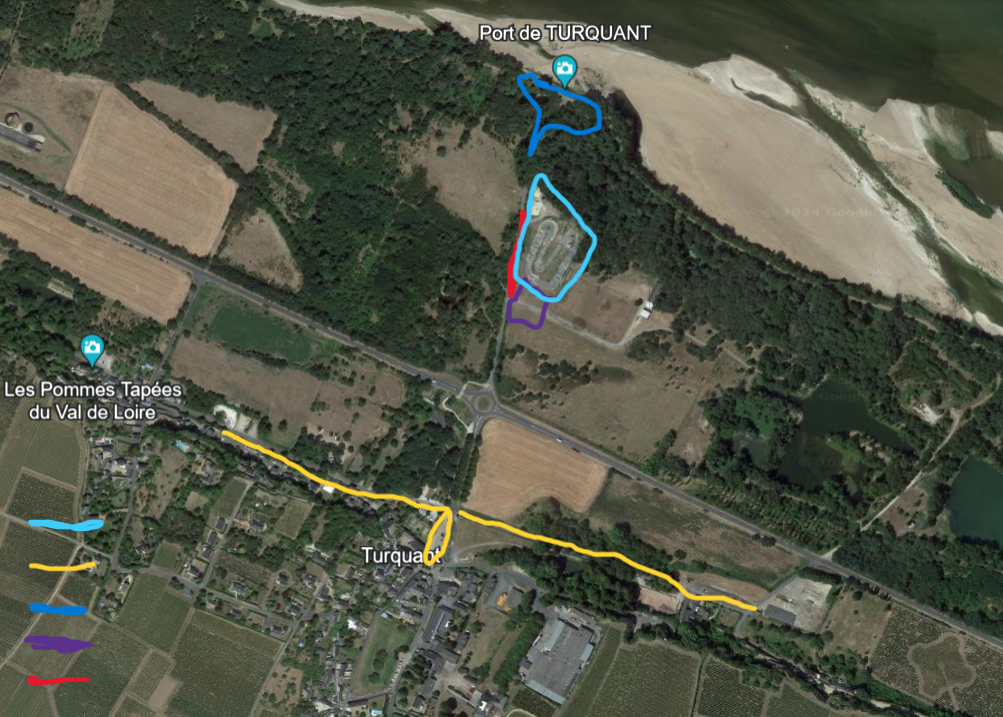 Port de TURQUANT
Les Pommes Tapées
du Val de Loire
Turquant